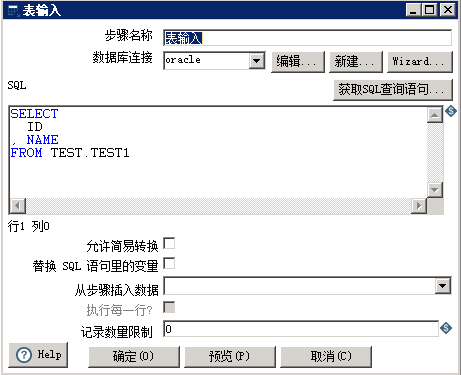 表输入
步骤名称 表输入
数据库连接 oracle 编辑... 新建... Wizard...
SQL 获取SQL查询语句...
SELECT
ID
, NAME
FROM TEST.TEST1
行1 列0
允许简易转换
替换 SQL 语句里的变量
从步骤插入数据
执行每一行?
记录数量限制 0
Help 确定(O) 预览(P) 取消(C)